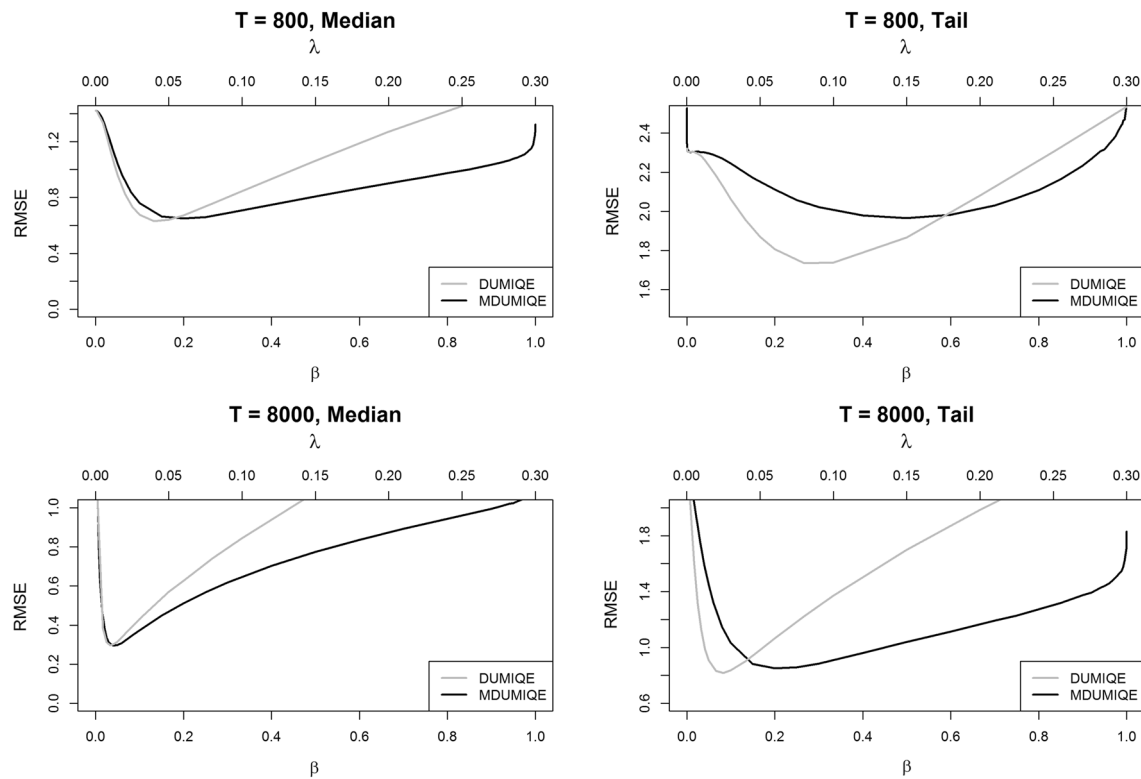 T = 800, Median
λ
0.00 0.05 0.10 0.15 0.20 0.25 0.30
RMSE
0.0 0.4 0.8 1.2
DUMIQE
MDUMIQE
0.0 0.2 0.4 0.6 0.8 1.0
β
T = 800, Tail
λ
0.00 0.05 0.10 0.15 0.20 0.25 0.30
RMSE
1.6 1.8 2.0 2.2 2.4
DUMIQE
MDUMIQE
0.0 0.2 0.4 0.6 0.8 1.0
β
T = 8000, Median
λ
0.00 0.05 0.10 0.15 0.20 0.25 0.30
RMSE
0.0 0.2 0.4 0.6 0.8 1.0
DUMIQE
MDUMIQE
0.0 0.2 0.4 0.6 0.8 1.0
β
T = 8000, Tail
λ
0.00 0.05 0.10 0.15 0.20 0.25 0.30
RMSE
0.6 1.0 1.4 1.8
DUMIQE
MDUMIQE
0.0 0.2 0.4 0.6 0.8 1.0
β